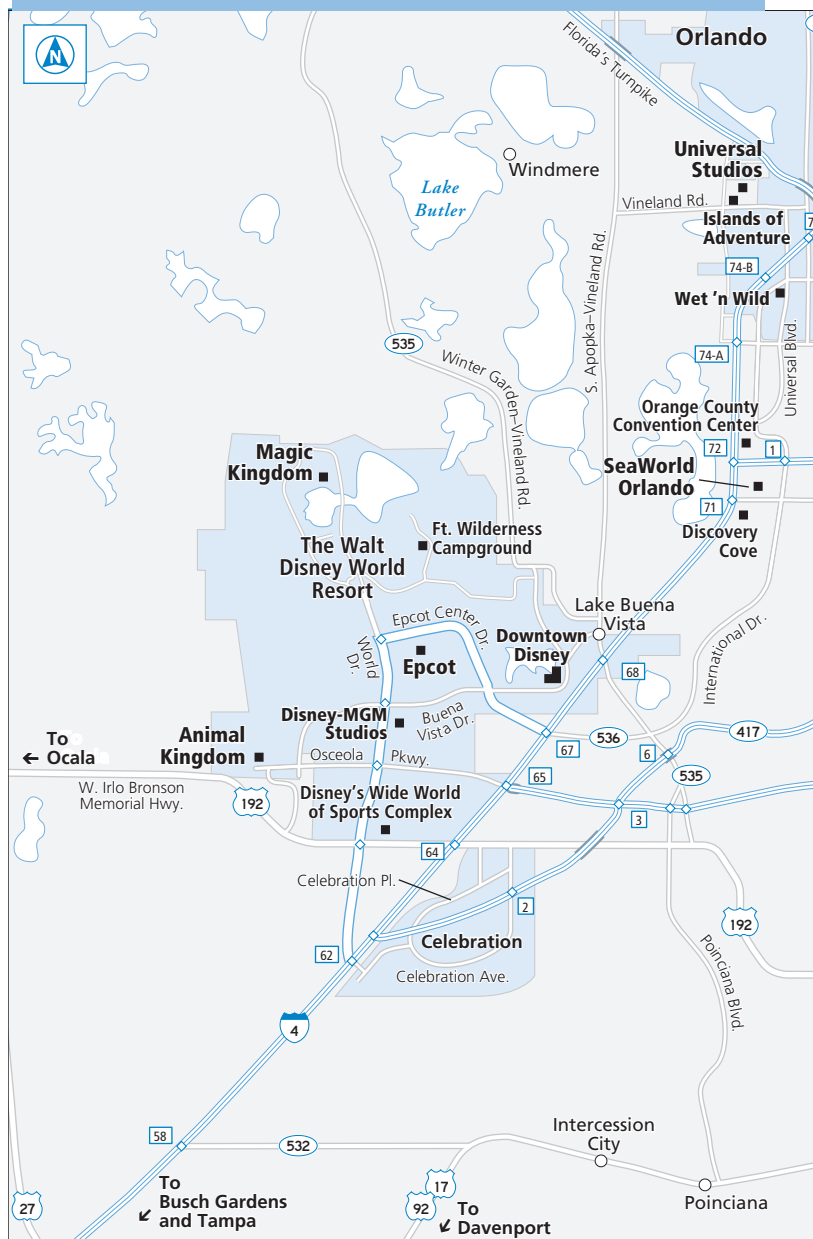 N
Orlando
Florida's Turnpike
Universal
Studios
Windmere
Lake
Butler
Vineland Rd.
Islands of
Adventure
7
74-B
Wet 'n Wild
S. Apopka–Vineland Rd.
535
Winter Garden–Vineland Rd.
74-A
Universal Blvd.
Orange County
Convention Center
72
1
Magic
Kingdom
SeaWorld
Orlando
71
Ft. Wilderness
Campground
Discovery
Cove
The Walt
Disney World
Resort
Lake Buena
Vista
Epcot Center Dr.
World
Dr.
Downtown
Disney
Epcot
68
International Dr.
Disney-MGM
Studios
Buena
Vista Dr.
Animal
Kingdom
To
Ocala
67
536
417
6
Osceola
Pkwy.
65
535
W. Irlo Bronson
Memorial Hwy.
192
Disney's Wide World
of Sports Complex
3
64
Celebration Pl.
2
192
Celebration
62
Celebration Ave.
Poinciana Blvd.
4
58
532
Intercession
City
To
Busch Gardens
and Tampa
27
17
92
To
Davenport
Poinciana